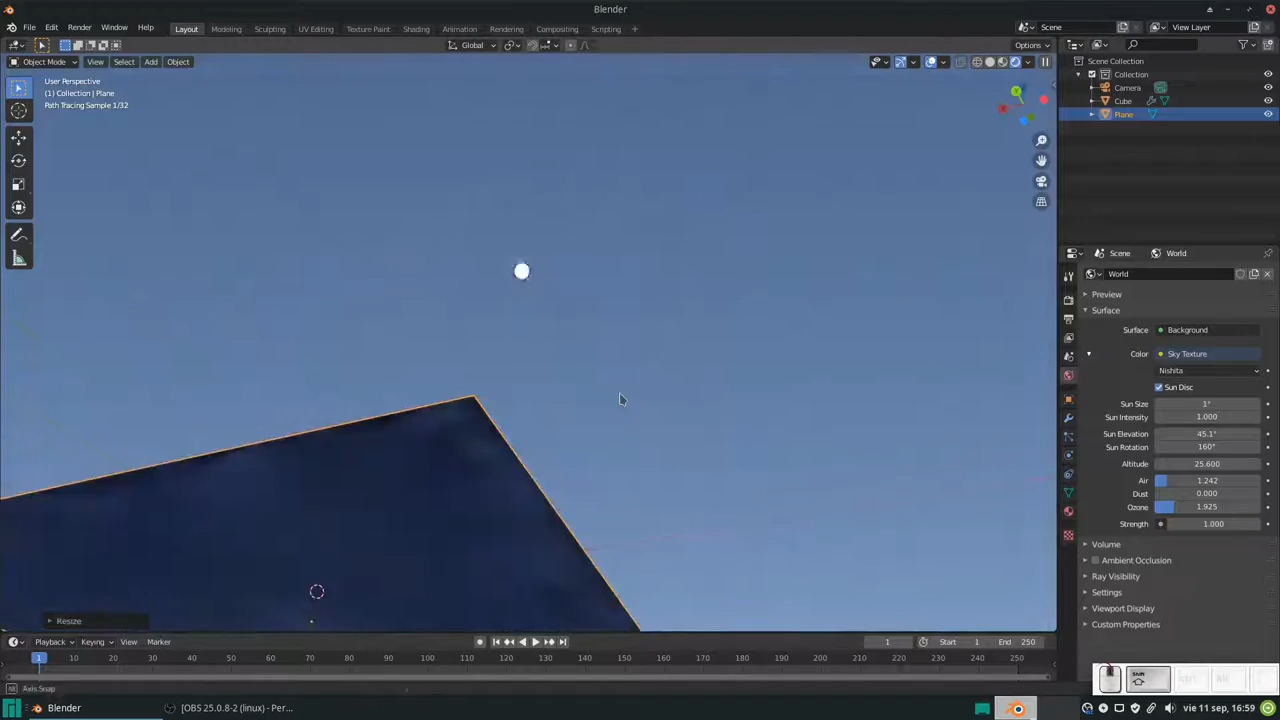 Blender
File Edit Render Window Help
Layout Modeling Sculpting UV Editing Texture Paint Shading Animation Rendering Compositing Scripting +
Scene
View Layer
Global
Options
Object Mode View Select Add Object
User Perspective
(1) Collection | Plane
Path Tracing Sample 1/32
Scene Collection
Collection
Camera
Cube
Plane
Scene World
World
Preview
Surface
Surface Background
Color Sky Texture
Nishita
Sun Disc
Sun Size 1°
Sun Intensity 1.000
Sun Elevation 45.1°
Sun Rotation 160°
Altitude 25.600
Air 1.242
Dust 0.000
Ozone 1.925
Strength 1.000
Volume
Ambient Occlusion
Ray Visibility
Settings
Viewport Display
Custom Properties
Resize
Playback Keying View Marker
1 Start 1 End 250
1 10 20 30 40 50 60 70 80 90 100 110 120 130 140 150 160 170 180 190 200 210 220 230 240 250
Axis Snap
Shift
Blender
[OBS 25.0.8-2 (linux) - Per...
vie 11 sep, 16:59